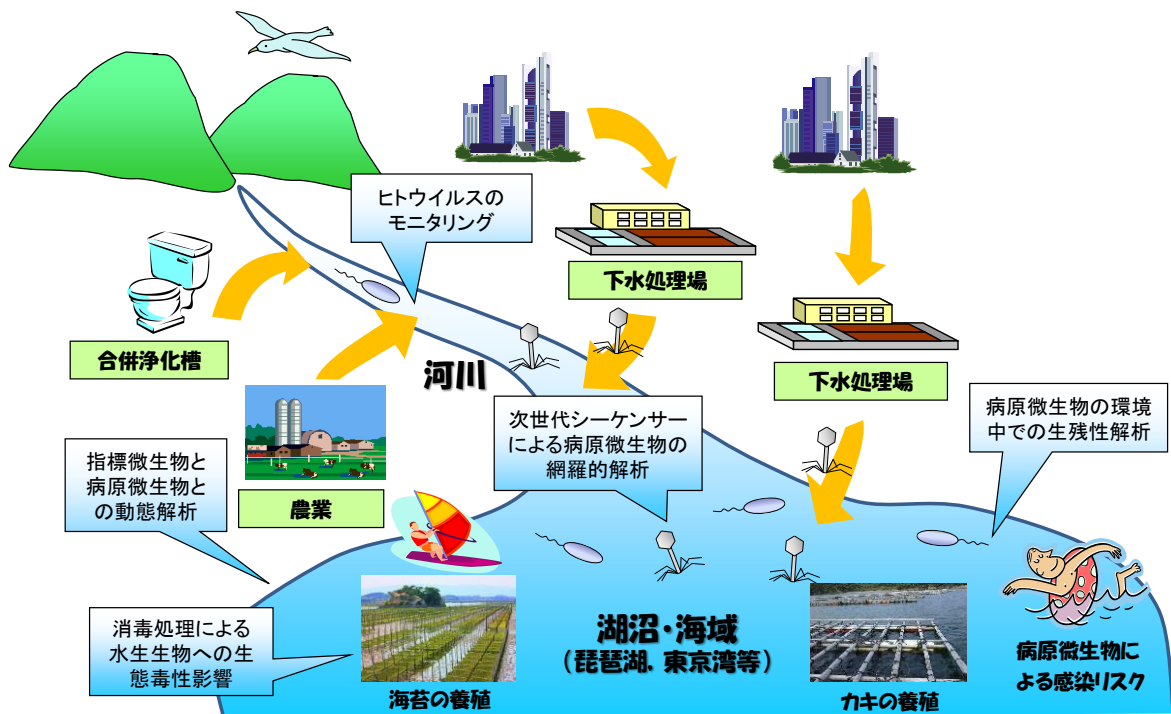 ヒトウイルスの
モニタリング
下水処理場
合併浄化槽
河川
下水処理場
次世代シーケンサー
による病原微生物の
網羅的解析
病原微生物の環境
中での生残性解析
指標微生物と
病原微生物と
の動態解析
農業
消毒処理による
水生生物への生
態毒性影響
湖沼・海域
(琵琶湖、東京湾等)
海苔の養殖
カキの養殖
病原微生物に
よる感染リスク